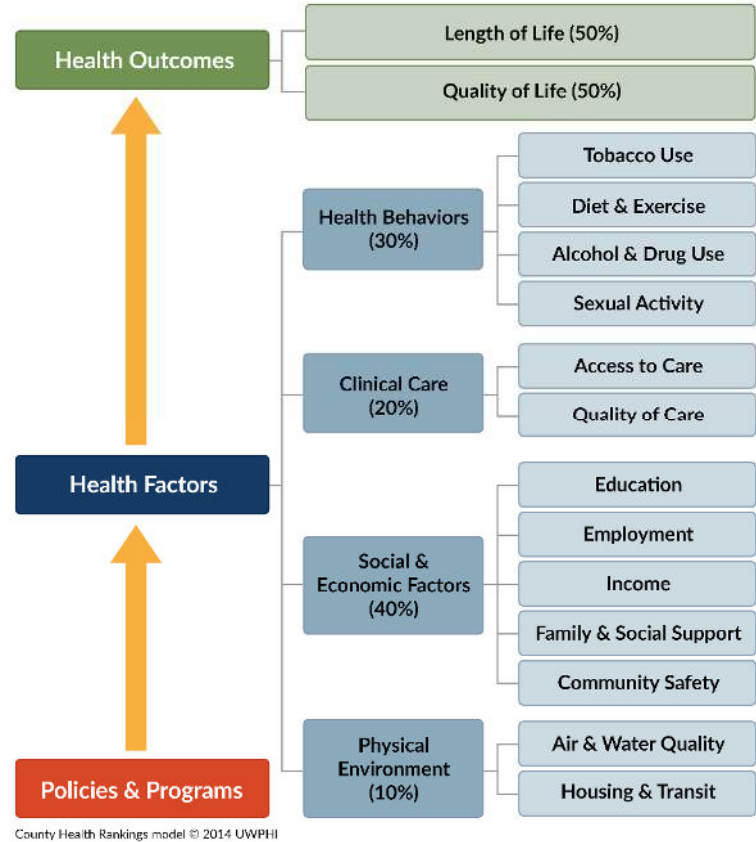 Health Outcomes
Length of Life (50%)
Quality of Life (50%)
Health Behaviors
(30%)
Tobacco Use
Diet & Exercise
Alcohol & Drug Use
Sexual Activity
Clinical Care
(20%)
Access to Care
Quality of Care
Health Factors
Social &
Economic Factors
(40%)
Education
Employment
Income
Family & Social Support
Community Safety
Physical
Environment
(10%)
Air & Water Quality
Housing & Transit
Policies & Programs
County Health Rankings model © 2014 UWPHI